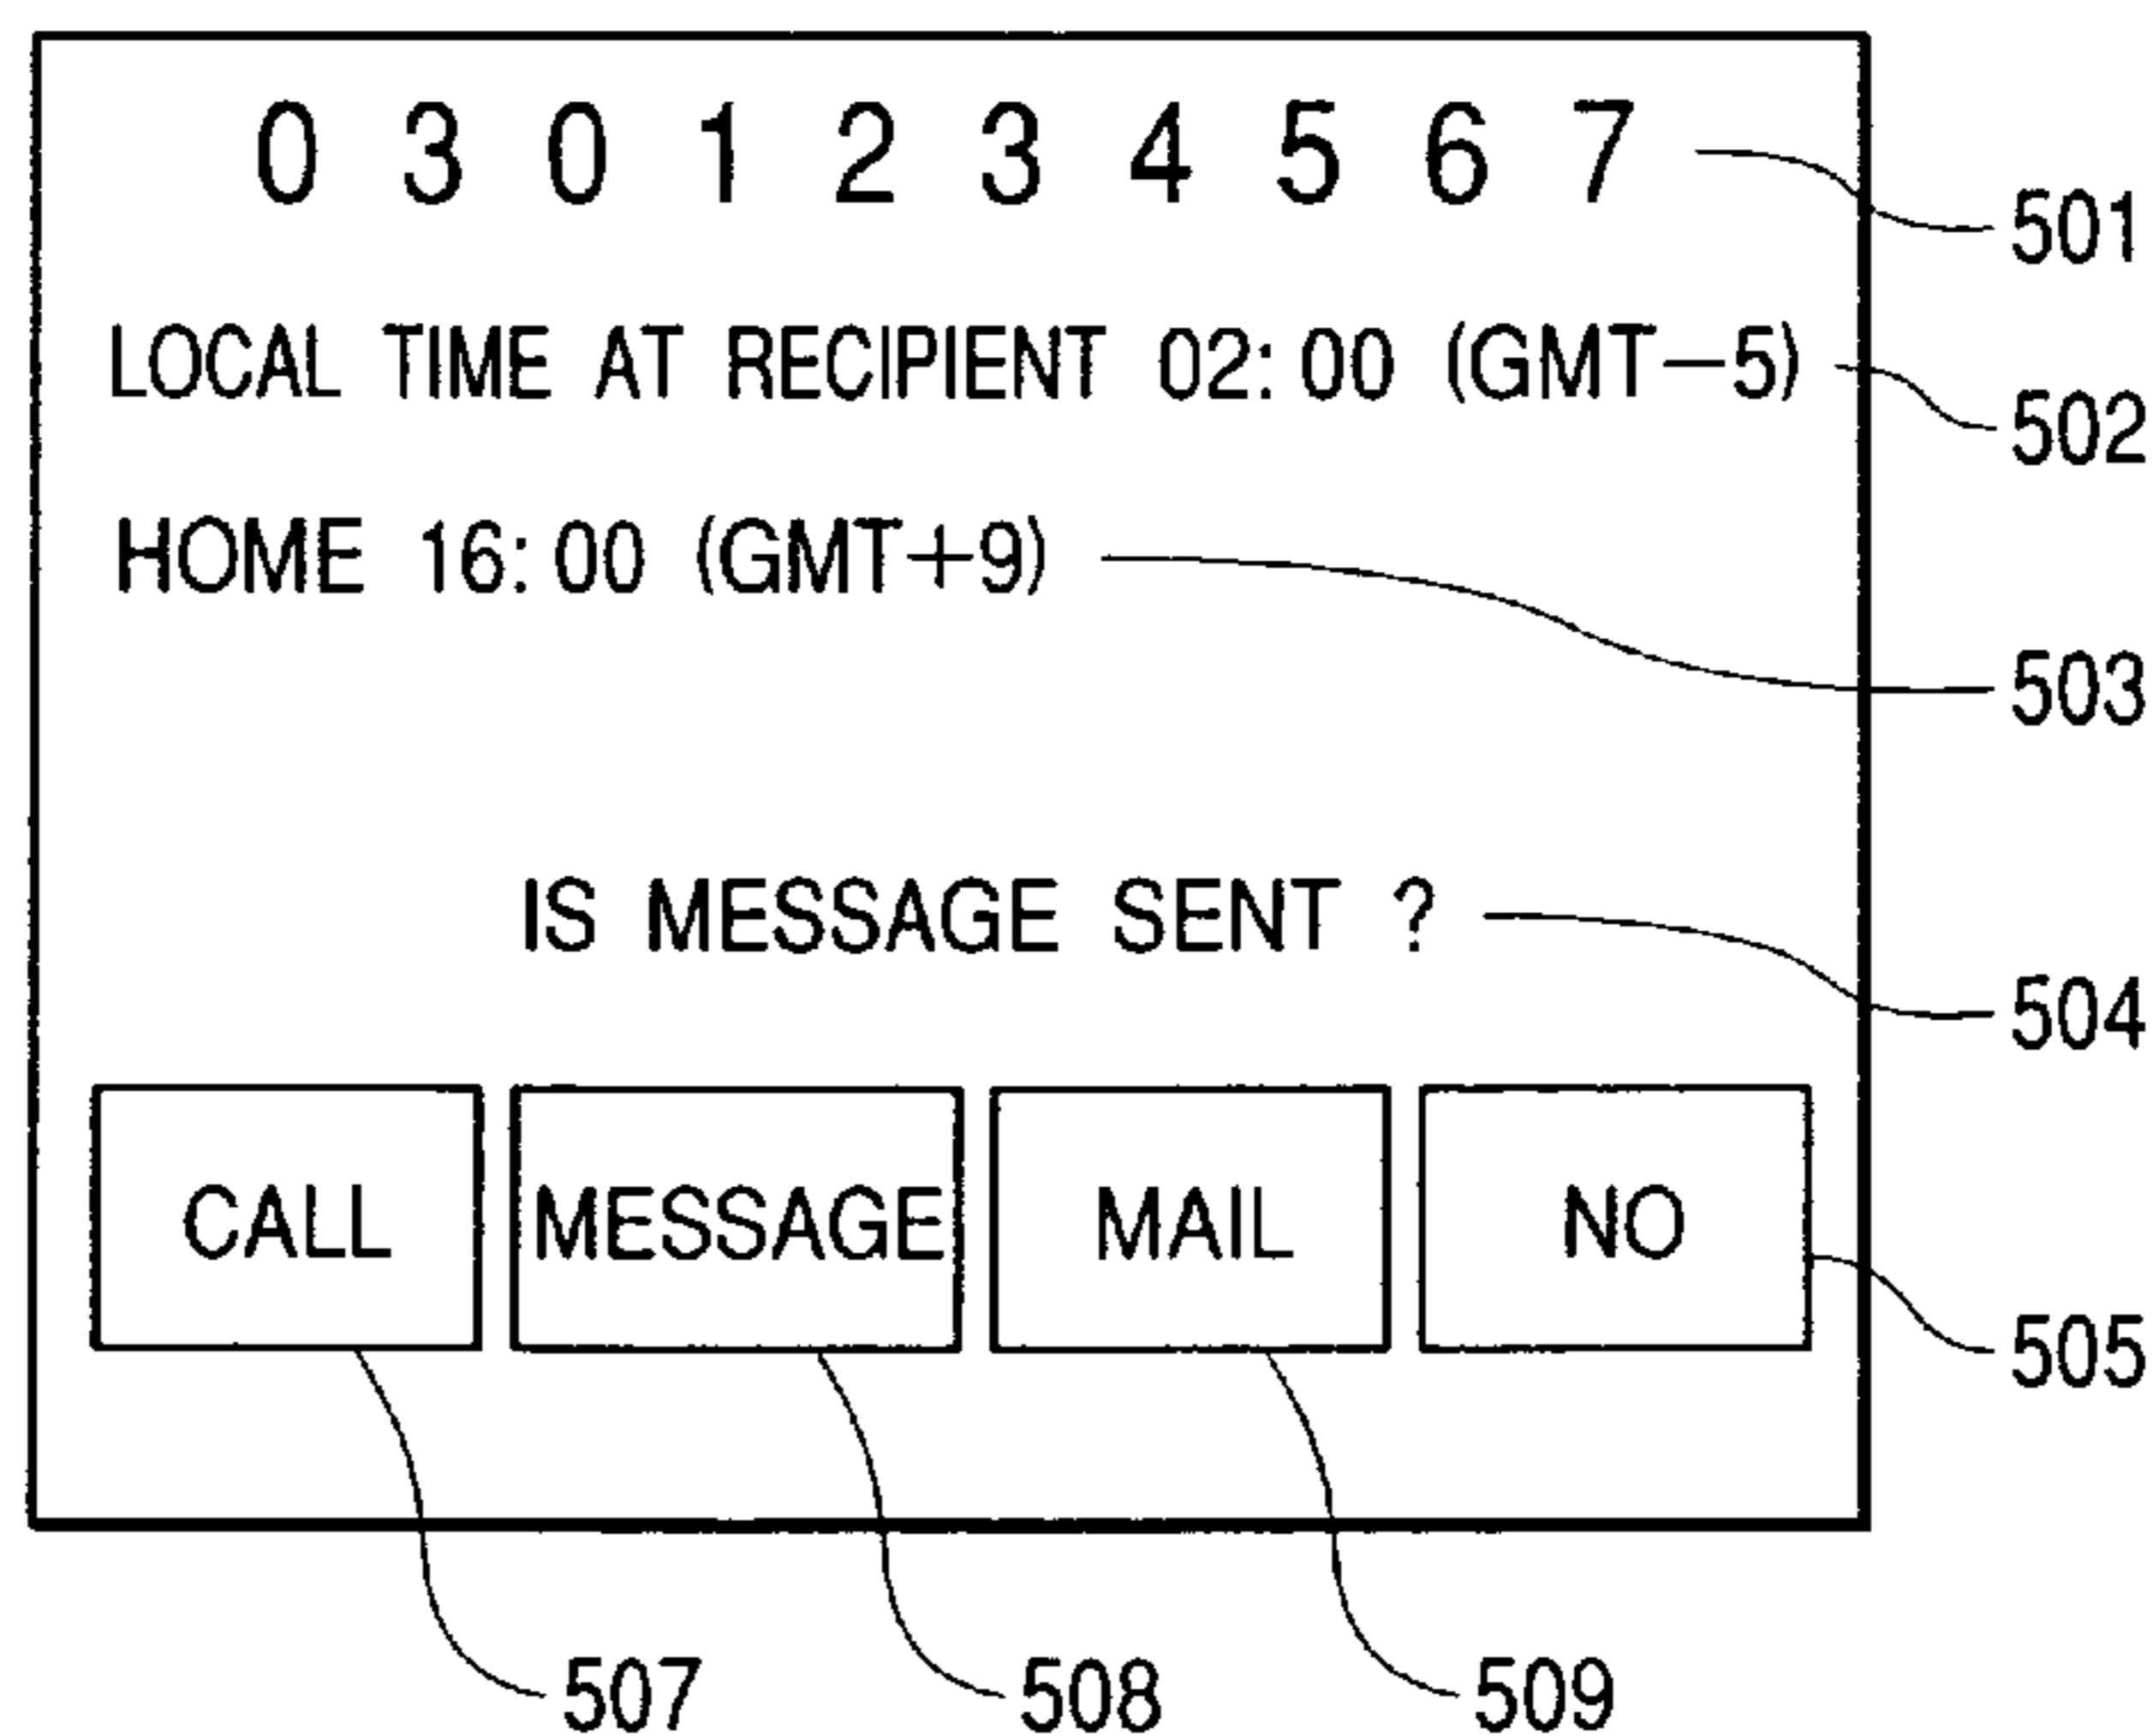 0 3 0 1 2 3 4 5 6 7
501
LOCAL TIME AT RECIPIENT 02:00 (GMT-5)
502
HOME 16:00 (GMT+9)
503
IS MESSAGE SENT ?
504
CALL MESSAGE MAIL NO
505
507 508 509